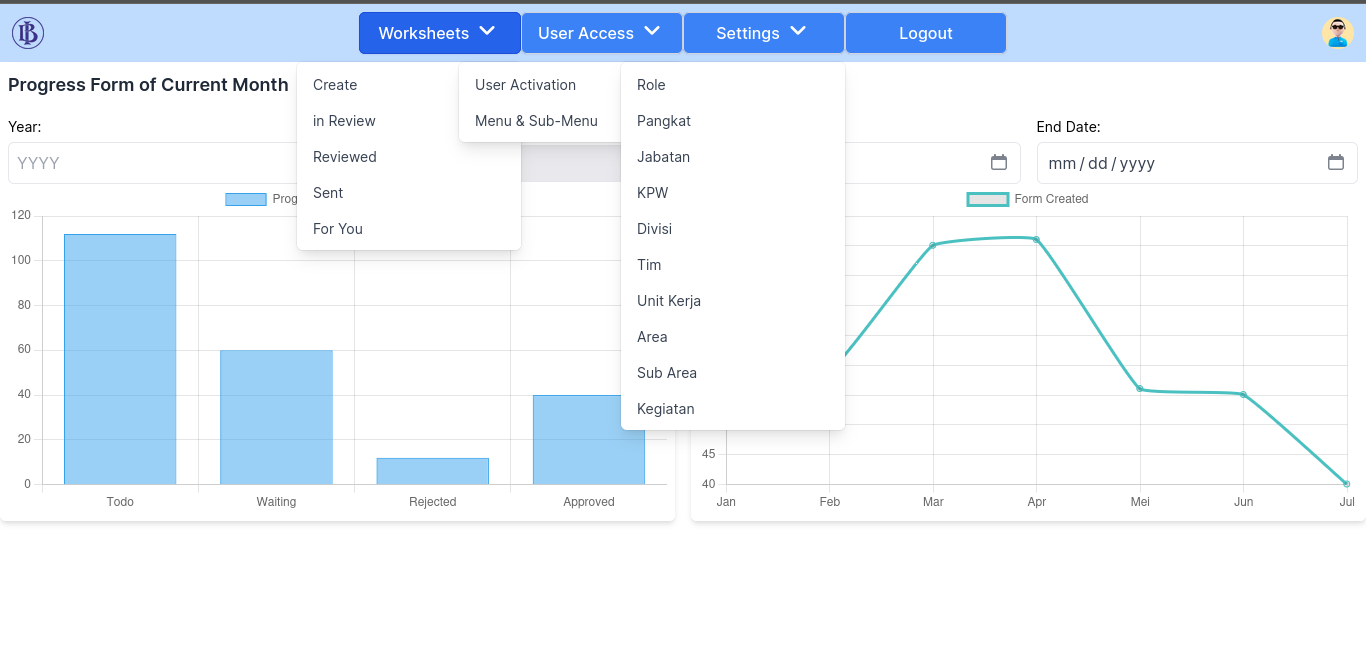 Worksheets
User Access
Settings
Logout
Create
in Review
Reviewed
Sent
For You
User Activation
Menu & Sub-Menu
Role
Pangkat
Jabatan
KPW
Divisi
Tim
Unit Kerja
Area
Sub Area
Kegiatan
Progress Form of Current Month
Year:
YYYY
End Date:
mm / dd / yyyy
120
100
80
60
40
20
0
Todo
Waiting
Rejected
Approved
Form Created
45
40
Jan
Feb
Mar
Apr
Mei
Jun
Jul